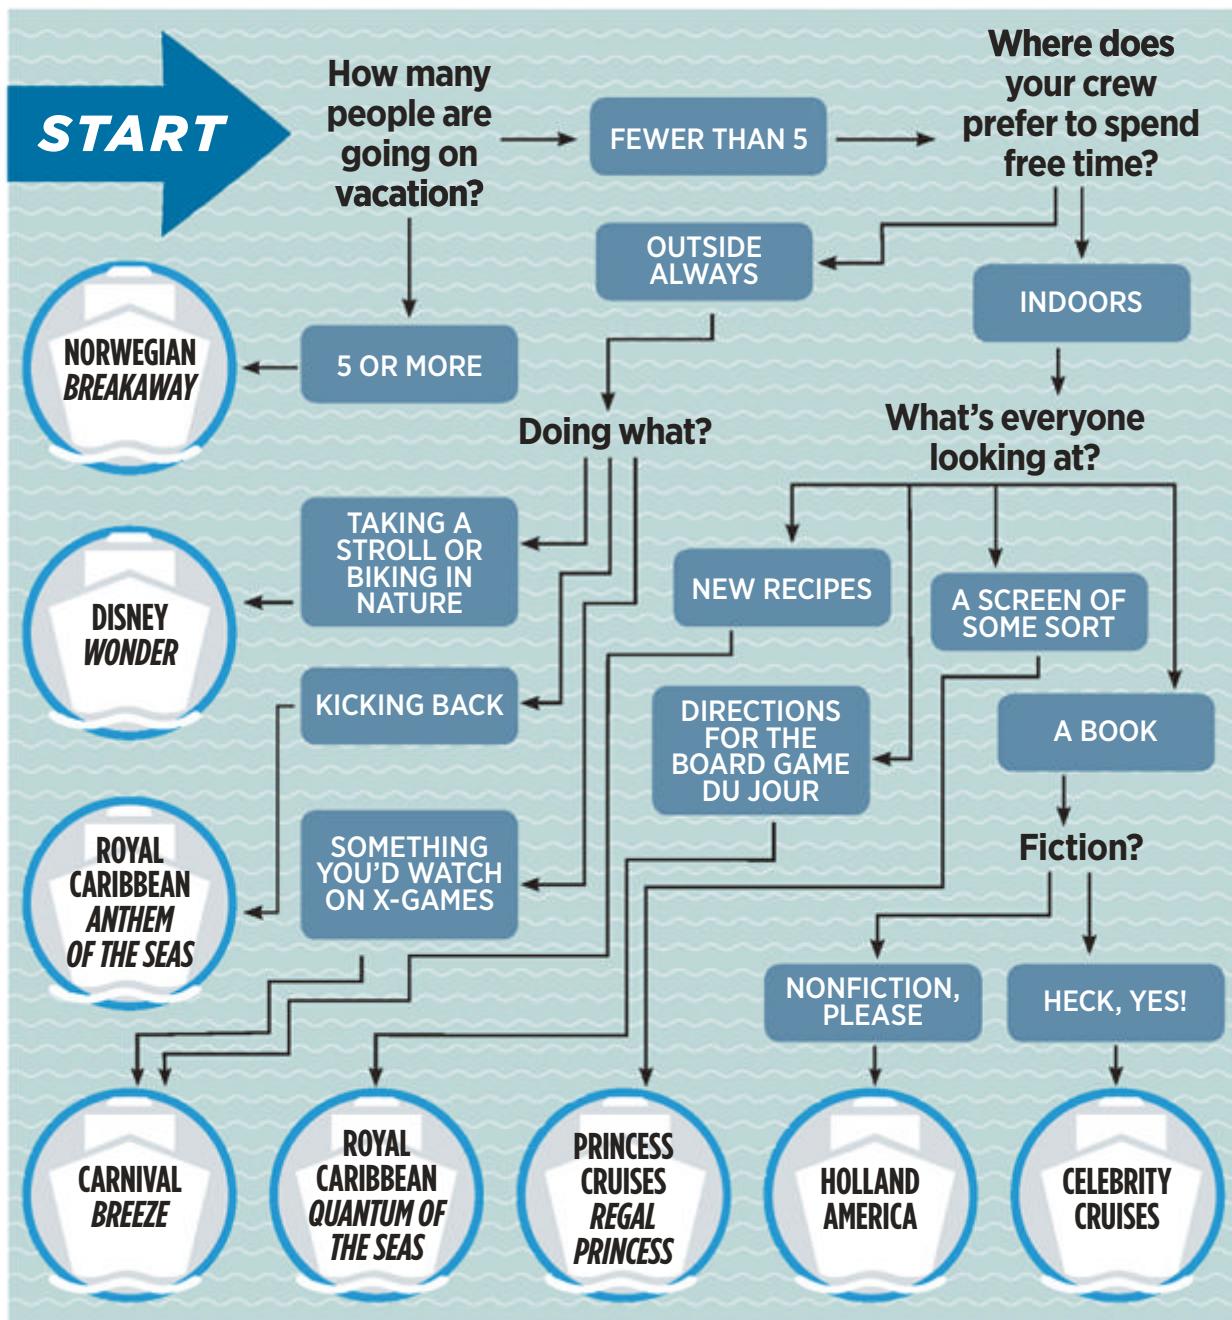 START
How many
people are
going on
vacation?
FEWER THAN 5
Where does
your crew
prefer to spend
free time?
OUTSIDE
ALWAYS
INDOORS
NORWEGIAN
BREAKAWAY
5 OR MORE
Doing what?
What's everyone
looking at?
TAKING A
STROLL OR
BIKING IN
NATURE
NEW RECIPES
A SCREEN OF
SOME SORT
DISNEY
WONDER
KICKING BACK
DIRECTIONS
FOR THE
BOARD GAME
DU JOUR
A BOOK
ROYAL
CARIBBEAN
ANTHEM
OF THE SEAS
SOMETHING
YOU'D WATCH
ON X-GAMES
Fiction?
NONFICTION,
PLEASE
HECK, YES!
CARNIVAL
BREEZE
ROYAL
CARIBBEAN
QUANTUM OF
THE SEAS
PRINCESS
CRUISES
REGAL
PRINCESS
HOLLAND
AMERICA
CELEBRITY
CRUISES